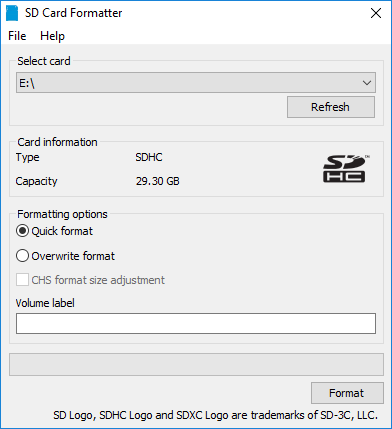 SD Card Formatter
File Help
Select card
E:\
Refresh
Card information
Type SDHC
Capacity 29.30 GB
SD HC ™
Formatting options
Quick format
Overwrite format
CHS format size adjustment
Volume label
Format
SD Logo, SDHC Logo and SDXC Logo are trademarks of SD-3C, LLC.